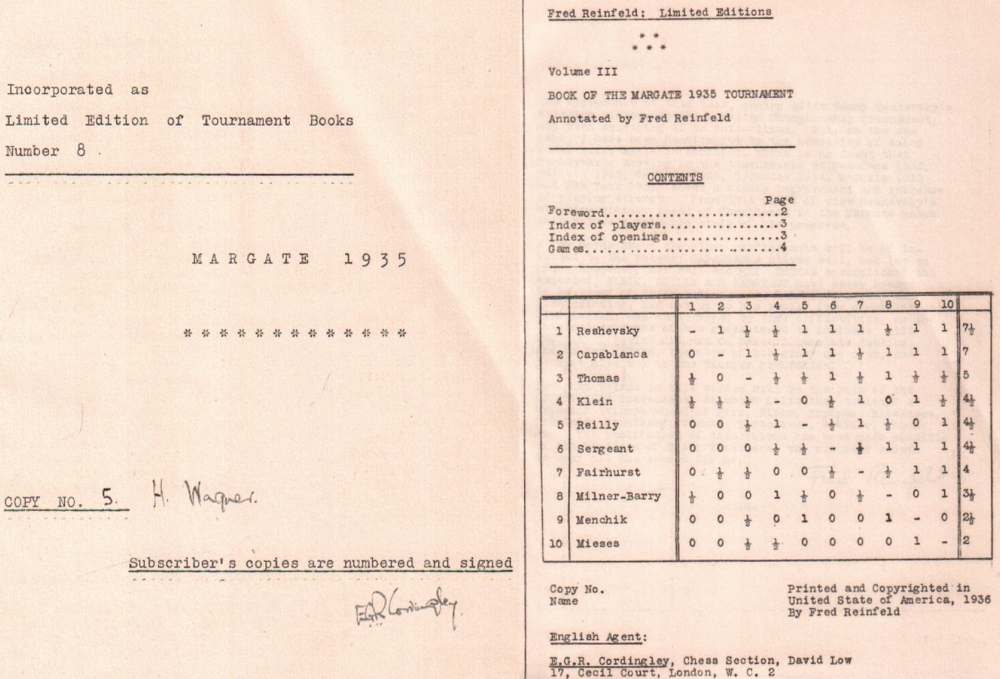 Incorporated as
Limited Edition of Tournament Books
Number 8 .
MARGATE 1935
* * * * * * * * * * * * *
COPY NO. 5. H. Wagner.
Subscriber's copies are numbered and signed
E.G.R. Cordingley.
Fred Reinfeld: Limited Editions
* *
* * *
Volume III
BOOK OF THE MARGATE 1935 TOURNAMENT
Annotated by Fred Reinfeld
CONTENTS
Page
Foreword.........................2
Index of players.................3
Index of openings................3
Games............................4
1 2 3 4 5 6 7 8 9 10
1 Reshevsky - 1 ½ ½ 1 1 1 ½ 1 1 7½
2 Capablanca 0 - 1 ½ 1 1 ½ 1 1 1 7
3 Thomas ½ 0 - ½ ½ 1 ½ 1 ½ ½ 5
4 Klein ½ ½ ½ - 0 ½ 1 0 1 ½ 4½
5 Reilly 0 0 ½ 1 - ½ 1 ½ 0 1 4½
6 Sergeant 0 0 0 ½ ½ - ½ 1 1 1 4½
7 Fairhurst 0 ½ ½ 0 0 ½ - ½ 1 1 4
8 Milner-Barry ½ 0 0 1 ½ 0 ½ - 0 1 3½
9 Menchik 0 0 ½ 0 1 0 0 1 - 0 2½
10 Mieses 0 0 ½ ½ 0 0 0 0 1 - 2
Copy No.
Name
Printed and Copyrighted in
United State of America, 1936
By Fred Reinfeld
English Agent:
E.G.R. Cordingley, Chess Section, David Low
17, Cecil Court, London, W. C. 2